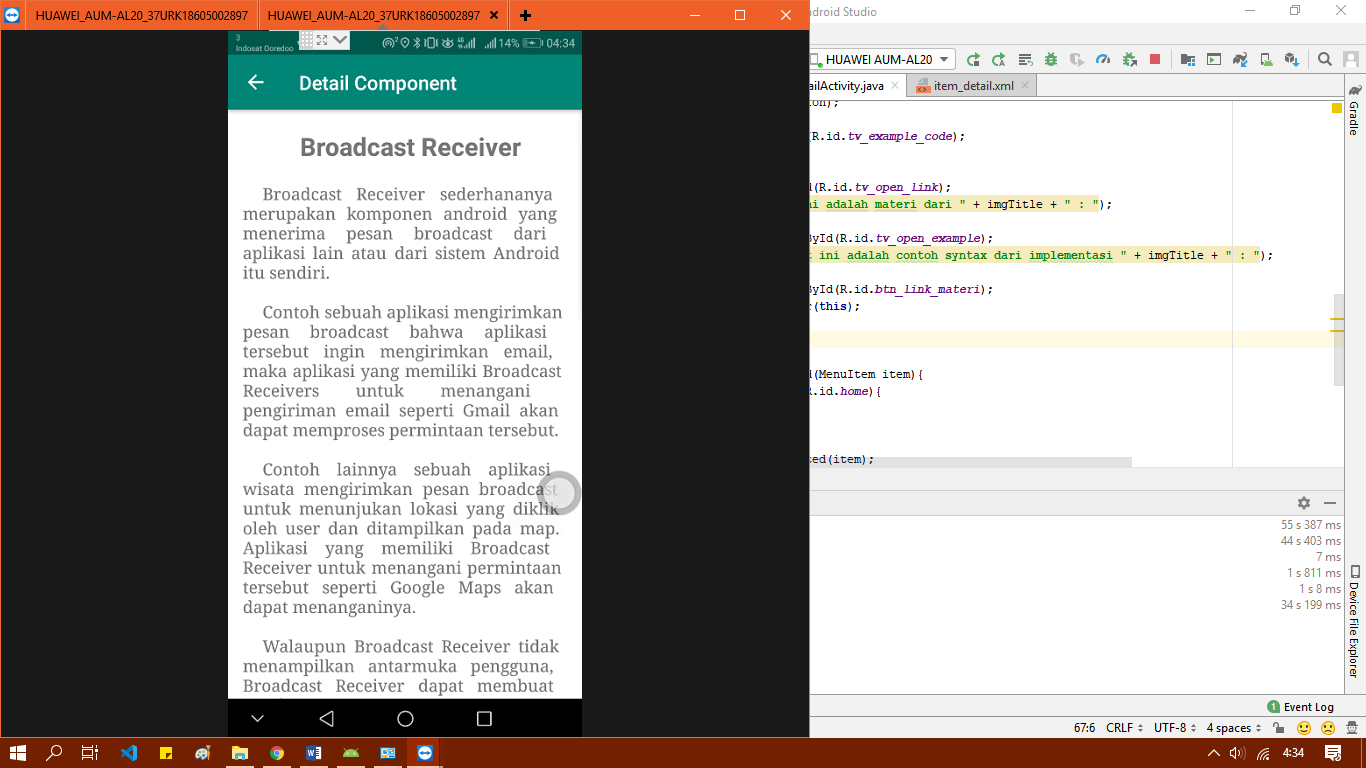 HUAWEI_AUM-AL20_37URK18605002897
HUAWEI_AUM-AL20_37URK18605002897
3
Indosat Ooredoo
14%
04:34
Detail Component
Broadcast Receiver
Broadcast Receiver sederhananya
merupakan komponen android yang
menerima pesan broadcast dari
aplikasi lain atau dari sistem Android
itu sendiri.
Contoh sebuah aplikasi mengirimkan
pesan broadcast bahwa aplikasi
tersebut ingin mengirimkan email,
maka aplikasi yang memiliki Broadcast
Receivers untuk menangani
pengiriman email seperti Gmail akan
dapat memproses permintaan tersebut.
Contoh lainnya sebuah aplikasi
wisata mengirimkan pesan broadcast
untuk menunjukan lokasi yang diklik
oleh user dan ditampilkan pada map.
Aplikasi yang memiliki Broadcast
Receiver untuk menangani permintaan
tersebut seperti Google Maps akan
dapat menanganinya.
Walaupun Broadcast Receiver tidak
menampilkan antarmuka pengguna,
Broadcast Receiver dapat membuat
droid Studio
HUAWEI AUM-AL20
ailActivity.java
item_detail.xml
ion);
(R.id.tv_example_code);
d(R.id.tv_open_link);
ni adalah materi dari " + imgTitle + " : ");
ById(R.id.tv_open_example);
t ini adalah contoh syntax dari implementasi " + imgTitle + " : ");
ById(R.id.btn_link_materi);
r(this);
d(MenuItem item){
R.id.home){
ted(item);
Gradle
Device File Explorer
55 s 387 ms
44 s 403 ms
7 ms
1 s 811 ms
1 s 8 ms
34 s 199 ms
1 Event Log
67:6 CRLF UTF-8 4 spaces
4:34